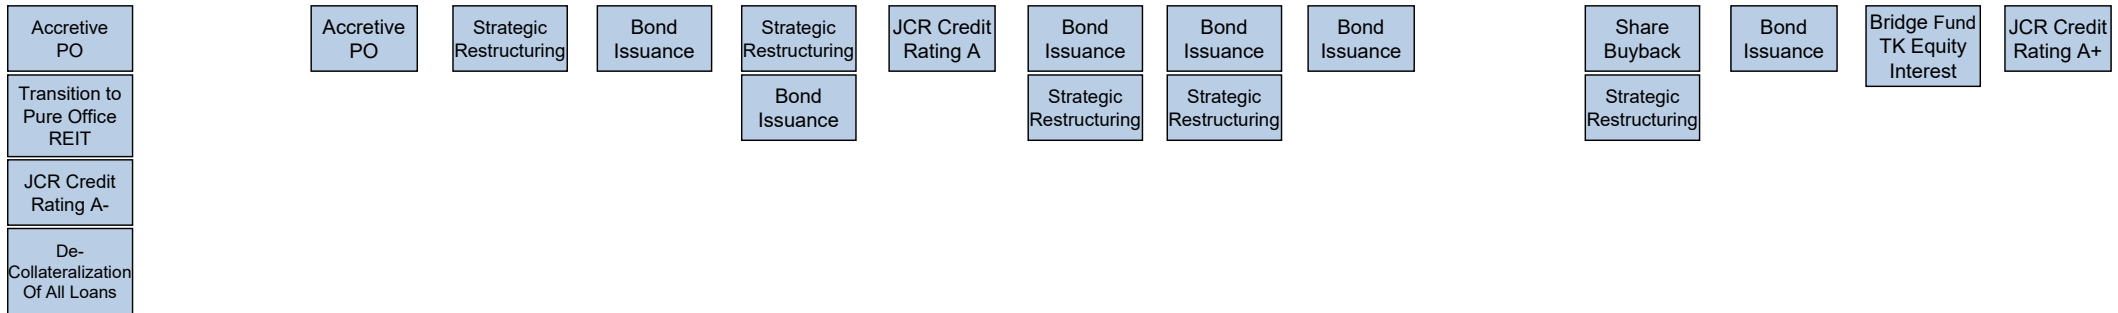 Accretive
PO
Transition to
Pure Office
REIT
JCR Credit
Rating A-
De-
Collateralization
Of All Loans
Accretive
PO
Strategic
Restructuring
Bond
Issuance
Strategic
Restructuring
Bond
Issuance
JCR Credit
Rating A
Bond
Issuance
Strategic
Restructuring
Bond
Issuance
Strategic
Restructuring
Bond
Issuance
Share
Buyback
Strategic
Restructuring
Bond
Issuance
Bridge Fund
TK Equity
Interest
JCR Credit
Rating A+